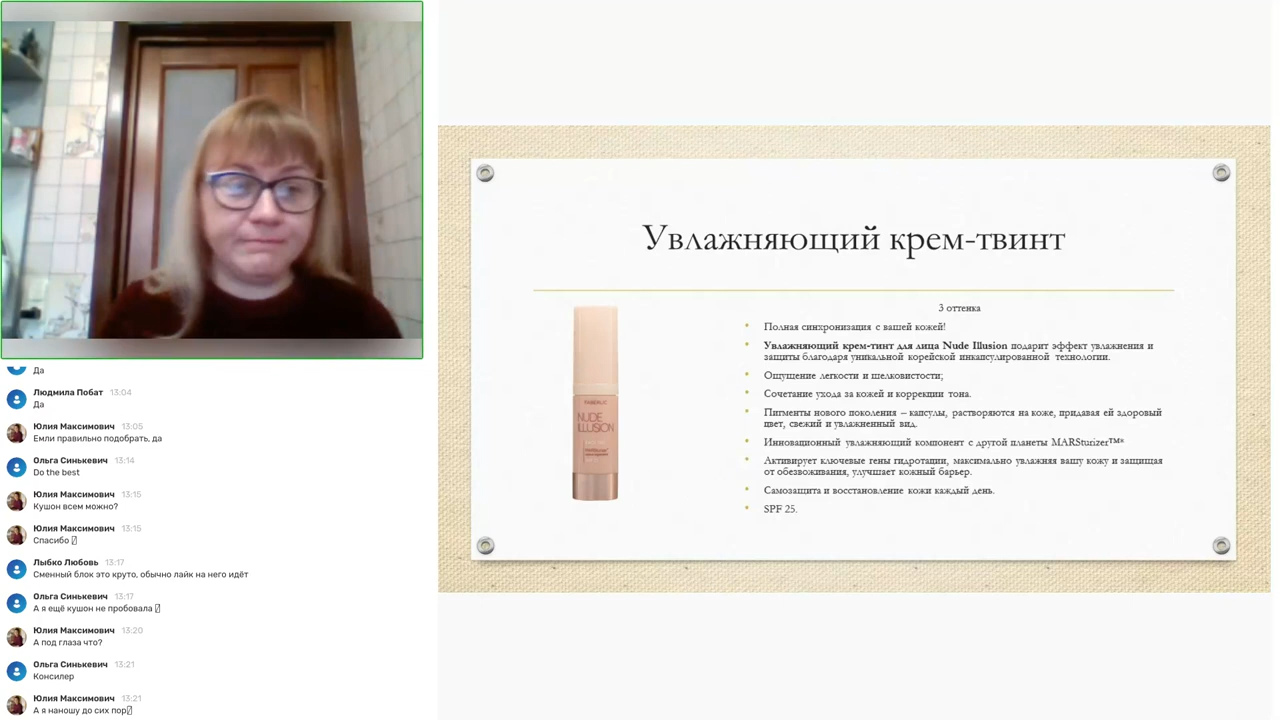 Да
Людмила Побат 13:04
Да
Юлия Максимович 13:05
Емли правильно подобрать, да
Ольга Синькевич 13:14
Do the best
Юлия Максимович 13:15
Кушон всем можно?
Юлия Максимович 13:15
Спасибо
Лыбко Любовь 13:17
Сменный блок это круто, обычно лайк на него идёт
Ольга Синькевич 13:17
А я ещё кушон не пробовала
Юлия Максимович 13:20
А под глаза что?
Ольга Синькевич 13:21
Консилер
Юлия Максимович 13:21
А я наношу до сих пор
Увлажняющий крем-твинт
3 оттенка
Полная синхронизация с вашей кожей!
Увлажняющий крем-тинт для лица Nude Illusion подарит эффект увлажнения и
защиты благодаря уникальной корейской инкапсулированной технологии.
Ощущение легкости и шелковистости;
Сочетание ухода за кожей и коррекции тона.
Пигменты нового поколения – капсулы, растворяются на коже, придавая ей здоровый
цвет, свежий и увлажненный вид.
Инновационный увлажняющий компонент с другой планеты MARSturizer™*
Активирует ключевые гены гидротации, максимально увлажняя вашу кожу и защищая
от обезвоживания, улучшает кожный барьер.
Самозащита и восстановление кожи каждый день.
SPF 25.
FABERLIC
NUDE
ILLUSION